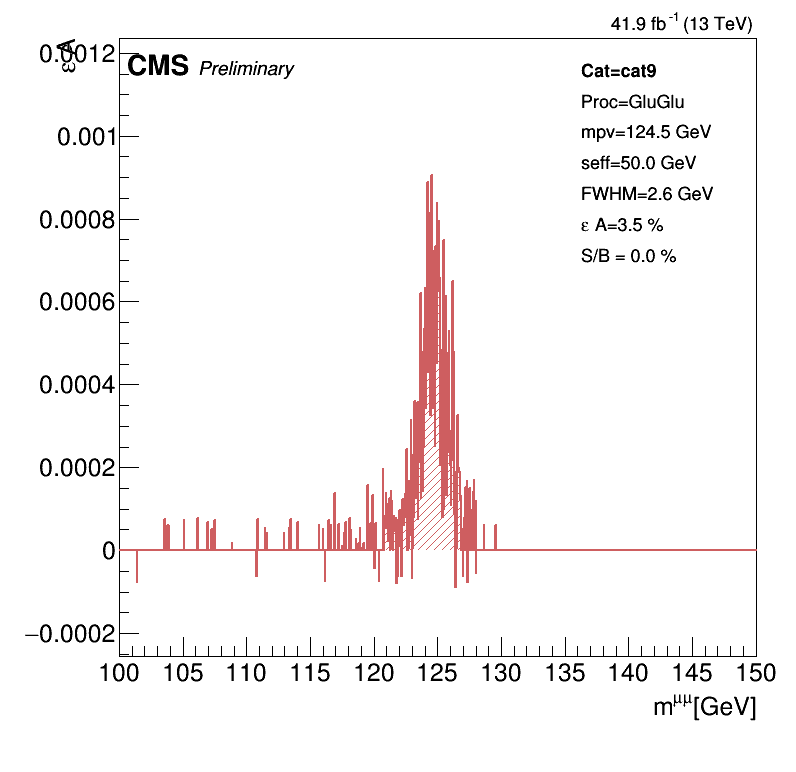 41.9 fb⁻¹ (13 TeV)
ε A
CMS Preliminary
Cat=cat9
Proc=GluGlu
mpv=124.5 GeV
seff=50.0 GeV
FWHM=2.6 GeV
ε A=3.5 %
S/B = 0.0 %
0.0012
0.001
0.0008
0.0006
0.0004
0.0002
0
−0.0002
100 105 110 115 120 125 130 135 140 145 150
m^μμ[GeV]